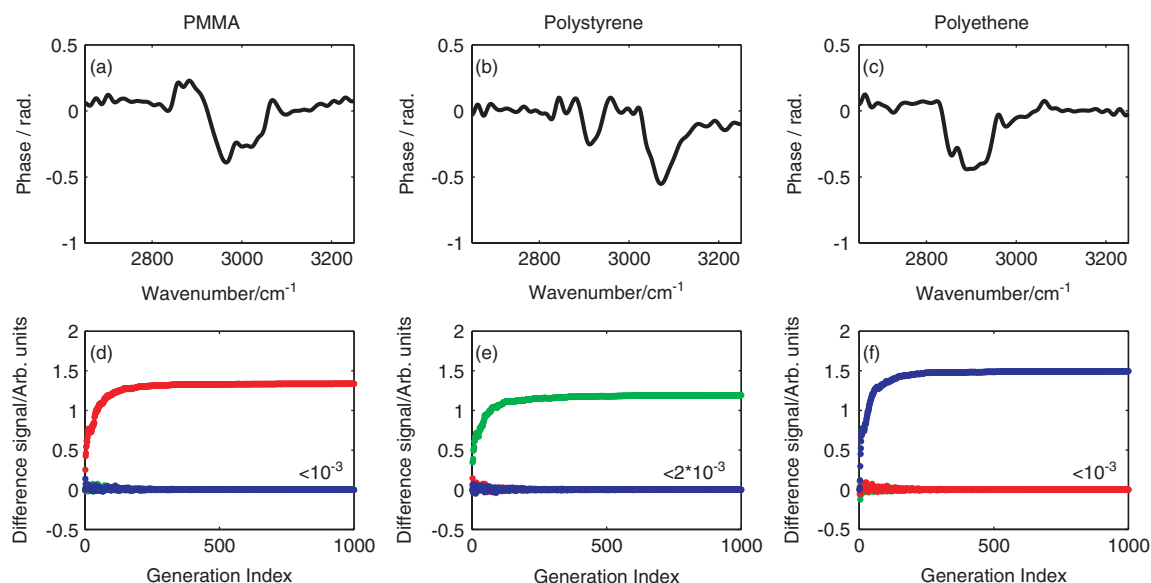 PMMA
Polystyrene
Polyethene
(a)
(b)
(c)
0.5
0
-0.5
-1
Phase / rad.
2800
3000
3200
Wavenumber/cm-1
0.5
0
-0.5
-1
Phase / rad.
2800
3000
3200
Wavenumber/cm-1
0.5
0
-0.5
-1
Phase / rad.
2800
3000
3200
Wavenumber/cm-1
(d)
2
1.5
1
0.5
0
-0.5
Difference signal/Arb. units
<10-3
0
500
1000
Generation Index
(e)
2
1.5
1
0.5
0
-0.5
Difference signal/Arb. units
<2*10-3
0
500
1000
Generation Index
(f)
2
1.5
1
0.5
0
-0.5
Difference signal/Arb. units
<10-3
0
500
1000
Generation Index